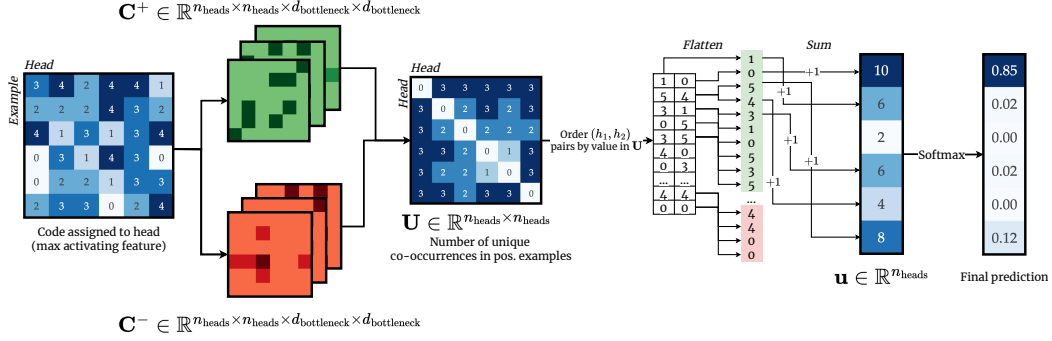 C⁺ ∈ ℝ^{n_heads×n_heads×d_bottleneck×d_bottleneck}
Head
Example
3 4 2 4 4 1
2 2 2 4 3 2
4 1 3 1 3 4
0 3 1 4 3 0
0 2 2 1 3 3
2 3 3 0 2 4
Code assigned to head
(max activating feature)
C⁻ ∈ ℝ^{n_heads×n_heads×d_bottleneck×d_bottleneck}
Head
Head
0 3 3 3 3 3
3 0 2 3 2 3
3 2 0 2 2 3
3 3 2 0 1 3
3 2 2 1 0 3
3 3 3 3 3 0
U ∈ ℝ^{n_heads×n_heads}
Number of unique
co-occurrences in pos. examples
Order (h₁, h₂)
pairs by value in U
Flatten
1 0
5 4
3 1
0 5
3 5
4 0
0 3
... ...
4 4
0 0
1
0
5
4
3
1
0
5
3
5
...
4
4
0
0
Sum
+1
+1
+1
+1
+1
10
6
2
6
4
8
u ∈ ℝ^{n_heads}
Softmax
0.85
0.02
0.00
0.02
0.00
0.12
Final prediction